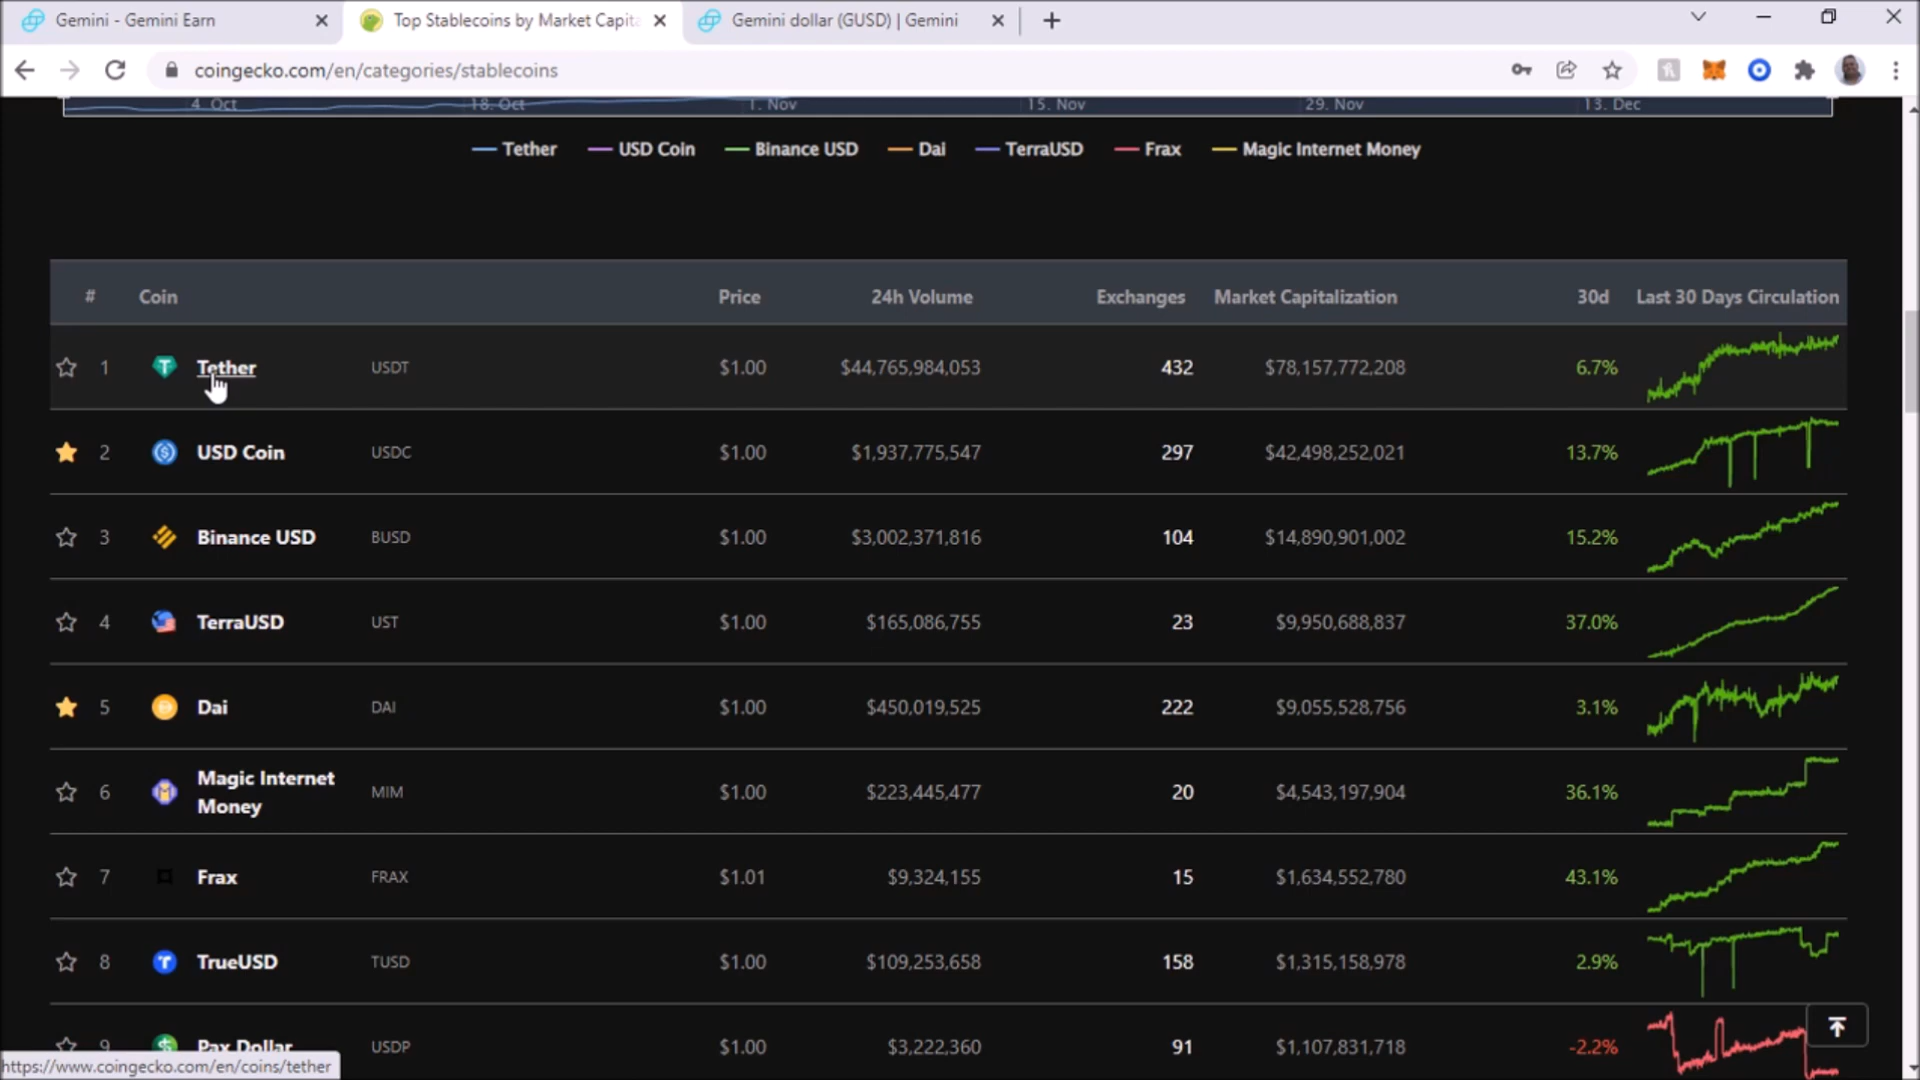 Gemini - Gemini Earn
Top Stablecoins by Market Capita
Gemini dollar (GUSD) | Gemini
coingecko.com/en/categories/stablecoins
4. Oct 18. Oct 1. Nov 15. Nov 29. Nov 13. Dec
Tether USD Coin Binance USD Dai TerraUSD Frax Magic Internet Money
# Coin Price 24h Volume Exchanges Market Capitalization 30d Last 30 Days Circulation
1 Tether USDT $1.00 $44,765,984,053 432 $78,157,772,208 6.7%
2 USD Coin USDC $1.00 $1,937,775,547 297 $42,498,252,021 13.7%
3 Binance USD BUSD $1.00 $3,002,371,816 104 $14,890,901,002 15.2%
4 TerraUSD UST $1.00 $165,086,755 23 $9,950,688,837 37.0%
5 Dai DAI $1.00 $450,019,525 222 $9,055,528,756 3.1%
6 Magic Internet
Money MIM $1.00 $223,445,477 20 $4,543,197,904 36.1%
7 Frax FRAX $1.01 $9,324,155 15 $1,634,552,780 43.1%
8 TrueUSD TUSD $1.00 $109,253,658 158 $1,315,158,978 2.9%
9 Pax Dollar USDP $1.00 $3,222,360 91 $1,107,831,718 -2.2%
https://www.coingecko.com/en/coins/tether